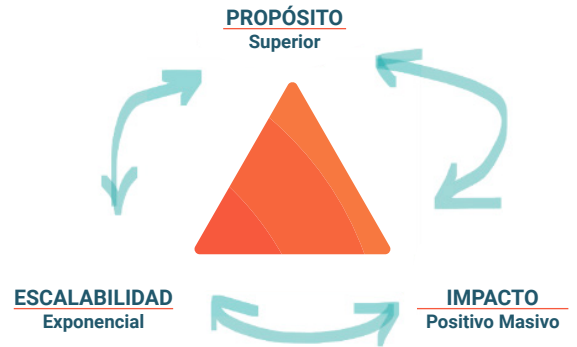 PROPÓSITO
Superior
ESCALABILIDAD
Exponencial
IMPACTO
Positivo Masivo